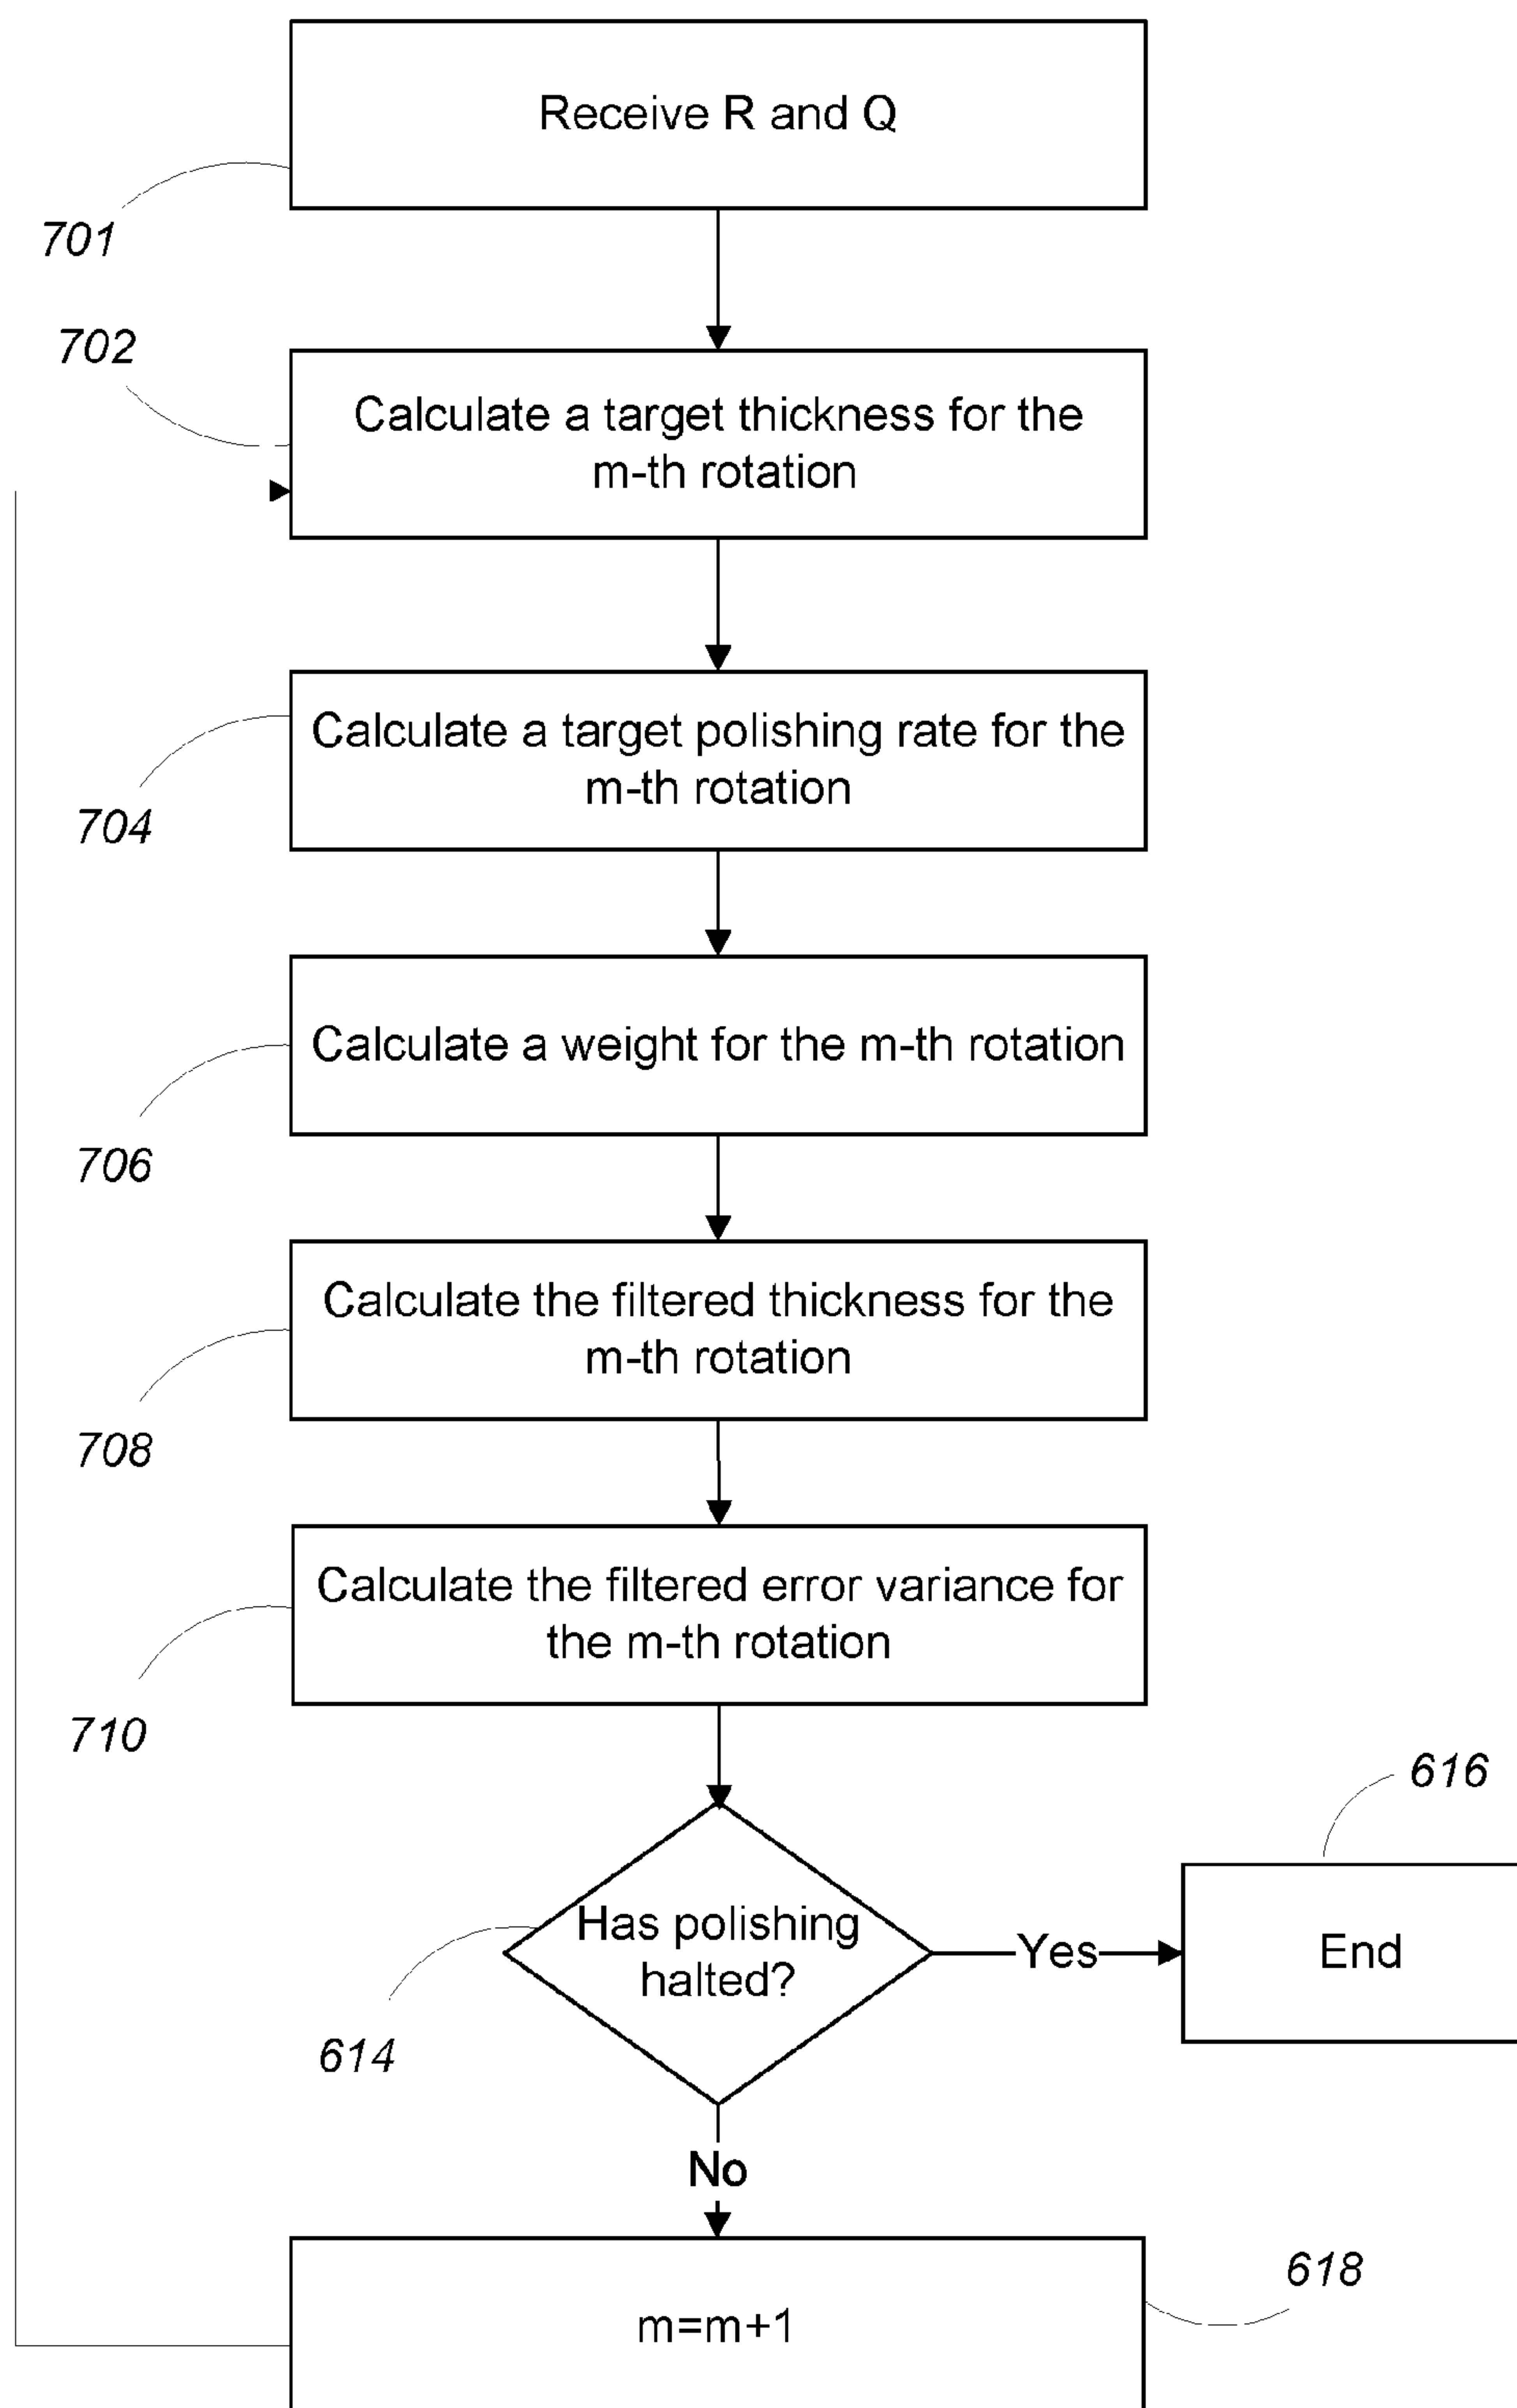 Receive R and Q
701
702
Calculate a target thickness for the
m-th rotation
Calculate a target polishing rate for the
m-th rotation
704
Calculate a weight for the m-th rotation
706
Calculate the filtered thickness for the
m-th rotation
708
Calculate the filtered error variance for
the m-th rotation
710
616
Has polishing
halted?
Yes
End
614
No
618
m=m+1